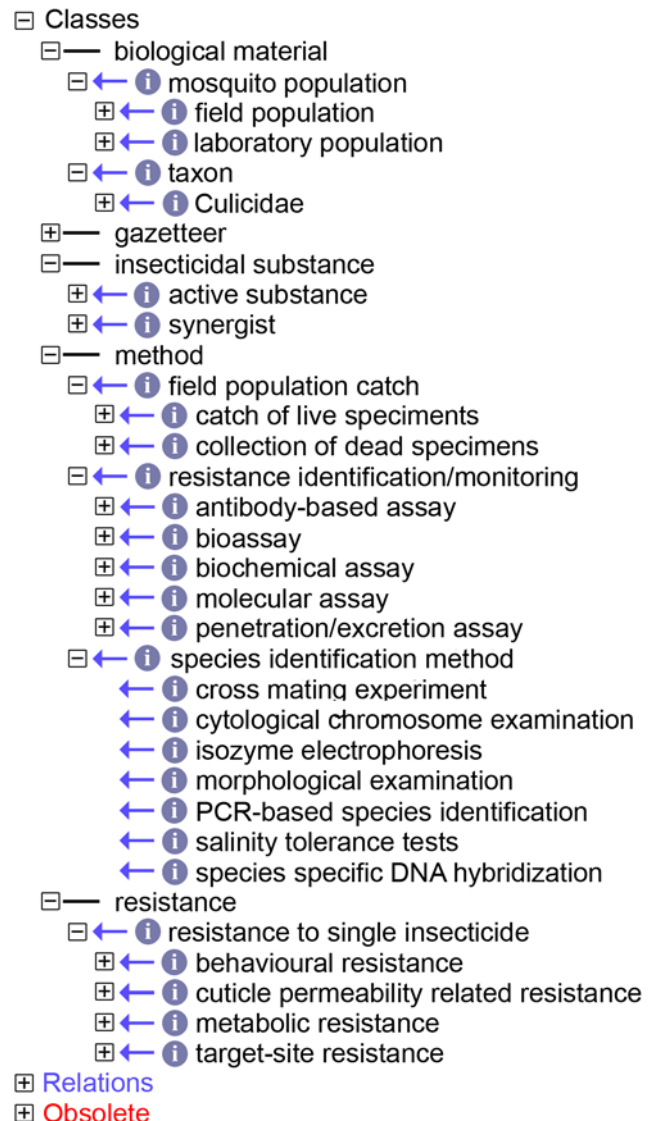 Classes
biological material
mosquito population
field population
laboratory population
taxon
Culicidae
gazetteer
insecticidal substance
active substance
synergist
method
field population catch
catch of live speciments
collection of dead specimens
resistance identification/monitoring
antibody-based assay
bioassay
biochemical assay
molecular assay
penetration/excretion assay
species identification method
cross mating experiment
cytological chromosome examination
isozyme electrophoresis
morphological examination
PCR-based species identification
salinity tolerance tests
species specific DNA hybridization
resistance
resistance to single insecticide
behavioural resistance
cuticle permeability related resistance
metabolic resistance
target-site resistance
Relations
Obsolete